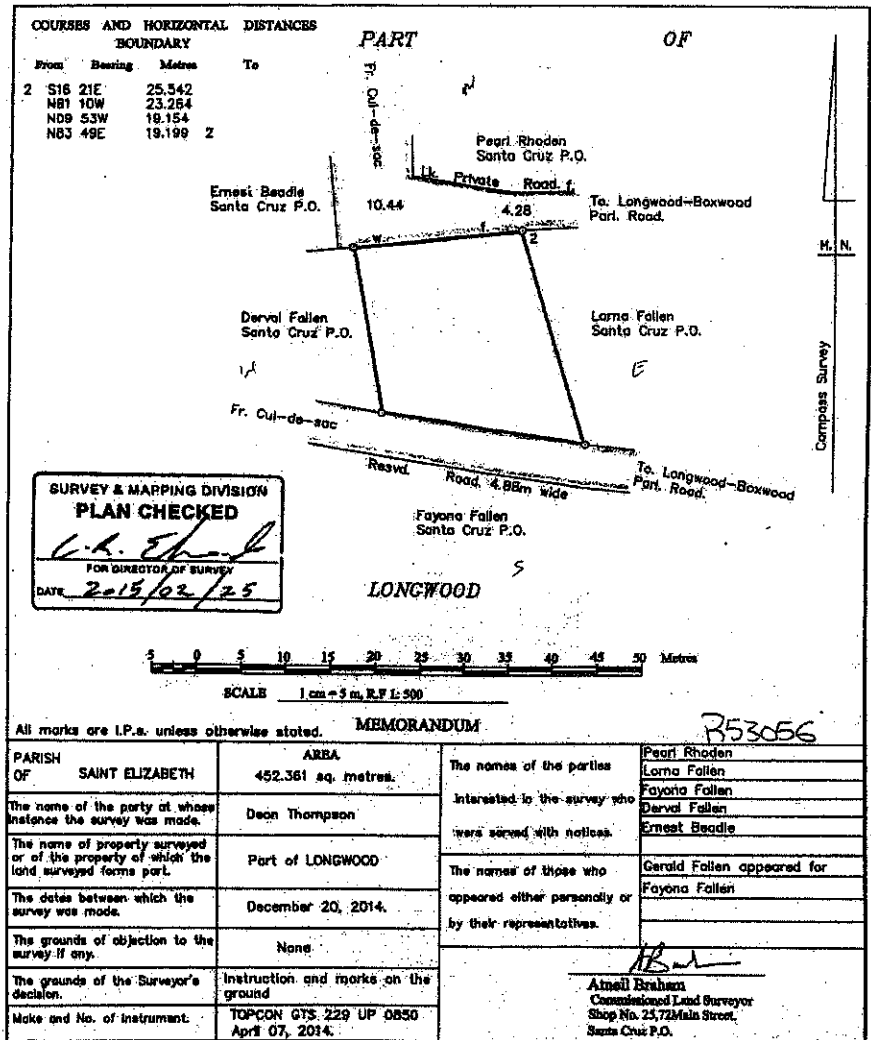 COURSES AND HORIZONTAL DISTANCES
BOUNDARY
From Bearing Metres To
2 S16 21E 25.542
N81 10W 23.264
N09 53W 19.154
N83 49E 19.199 2
PART OF
Fr. Cul-de-sac
N
Pearl Rhoden
Santa Cruz P.O.
Ernest Beadle
Santa Cruz P.O.
Lk. Private Road. f.
10.44
4.28
To. Longwood-Boxwood
Parl. Road.
w. f. 2
M. N.
Compass Survey
Derval Fallen
Santa Cruz P.O.
Lorna Fallen
Santa Cruz P.O.
E
Fr. Cul-de-sac
Resvd. Road. 4.88m wide
To. Longwood-Boxwood
Parl. Road.
Fayona Fallen
Santa Cruz P.O.
S
LONGWOOD
SURVEY & MAPPING DIVISION
PLAN CHECKED
FOR DIRECTOR OF SURVEY
DATE 2015/02/25
5 0 5 10 15 20 25 30 35 40 45 50 Metres
SCALE 1 cm = 5 m, R.F 1: 500
All marks are I.P.s. unless otherwise stated. MEMORANDUM
R53056
PARISH
OF SAINT ELIZABETH
AREA
452.361 sq. metres.
The name of the party at whose
instance the survey was made.
Deon Thompson
The name of property surveyed
or of the property of which the
land surveyed forms part.
Part of LONGWOOD
The dates between which the
survey was made.
December 20, 2014.
The grounds of objection to the
survey if any.
None
The grounds of the Surveyor's
decision.
Instruction and marks on the
ground
Make and No. of Instrument.
TOPCON GTS 229 UP 0850
April 07, 2014.
The names of the parties
interested in the survey who
were served with notices.
Pearl Rhoden
Lorna Fallen
Fayona Fallen
Derval Fallen
Ernest Beadle
The names of those who
appeared either personally or
by their representatives.
Gerald Fallen appeared for
Fayona Fallen
Atneil Braham
Commissioned Land Surveyor
Shop No. 25,72Main Street,
Santa Cruz P.O.